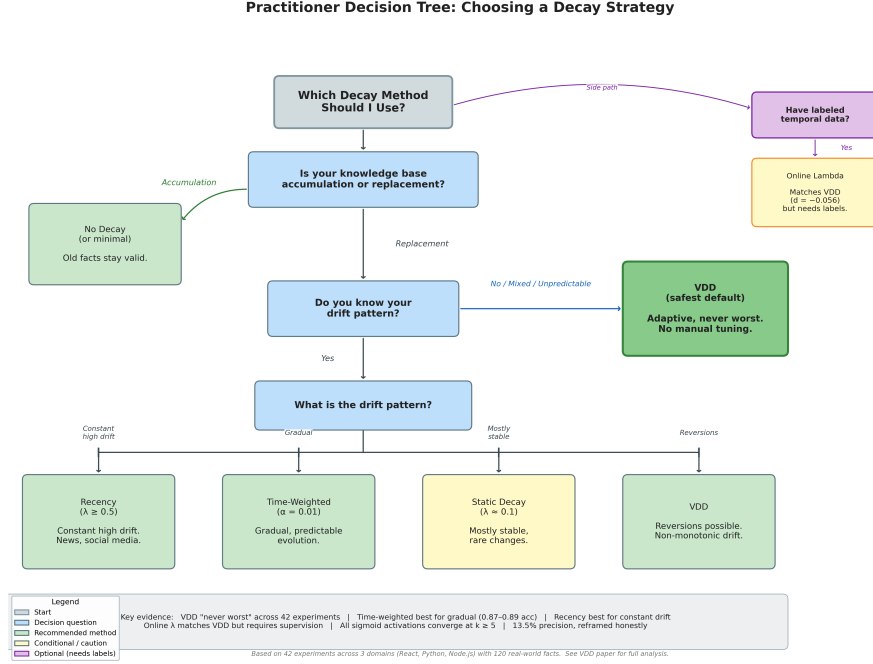 Practitioner Decision Tree: Choosing a Decay Strategy
Which Decay Method
Should I Use?
Side path
Have labeled
temporal data?
Yes
Online Lambda
Matches VDD
(d = −0.056)
but needs labels.
Is your knowledge base
accumulation or replacement?
Accumulation
No Decay
(or minimal)
Old facts stay valid.
Replacement
Do you know your
drift pattern?
No / Mixed / Unpredictable
VDD
(safest default)
Adaptive, never worst.
No manual tuning.
Yes
What is the drift pattern?
Constant
high drift
Gradual
Mostly
stable
Reversions
Recency
(λ ≥ 0.5)
Constant high drift.
News, social media.
Time-Weighted
(α = 0.01)
Gradual, predictable
evolution.
Static Decay
(λ ≈ 0.1)
Mostly stable,
rare changes.
VDD
Reversions possible.
Non-monotonic drift.
Legend
Start
Decision question
Recommended method
Conditional / caution
Optional (needs labels)
Key evidence: VDD "never worst" across 42 experiments | Time-weighted best for gradual (0.87–0.89 acc) | Recency best for constant drift
Online λ matches VDD but requires supervision | All sigmoid activations converge at k ≥ 5 | 13.5% precision, reframed honestly
Based on 42 experiments across 3 domains (React, Python, Node.js) with 120 real-world facts. See VDD paper for full analysis.